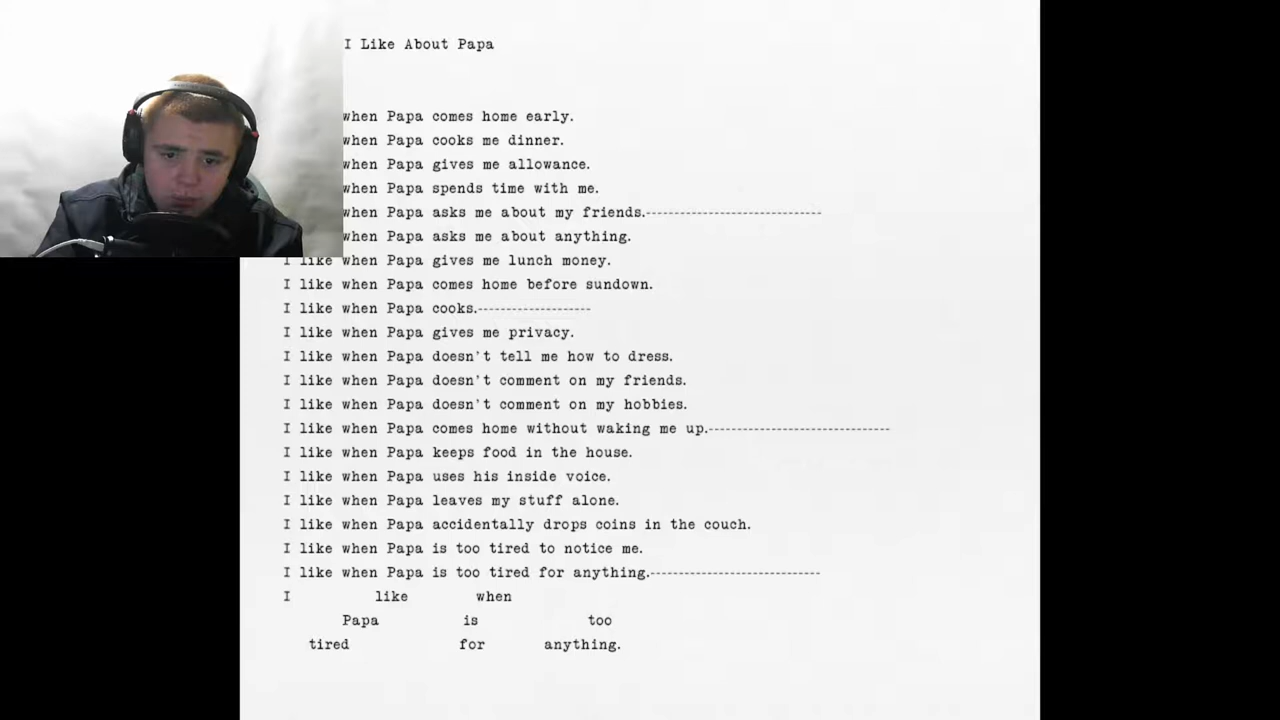 I Like About Papa
when Papa comes home early.
when Papa cooks me dinner.
when Papa gives me allowance.
when Papa spends time with me.
when Papa asks me about my friends.-----------------------------
when Papa asks me about anything.
I like when Papa gives me lunch money.
I like when Papa comes home before sundown.
I like when Papa cooks.-------------------
I like when Papa gives me privacy.
I like when Papa doesn't tell me how to dress.
I like when Papa doesn't comment on my friends.
I like when Papa doesn't comment on my hobbies.
I like when Papa comes home without waking me up.------------------------------
I like when Papa keeps food in the house.
I like when Papa uses his inside voice.
I like when Papa leaves my stuff alone.
I like when Papa accidentally drops coins in the couch.
I like when Papa is too tired to notice me.
I like when Papa is too tired for anything.----------------------------
I like when
Papa is too
tired for anything.